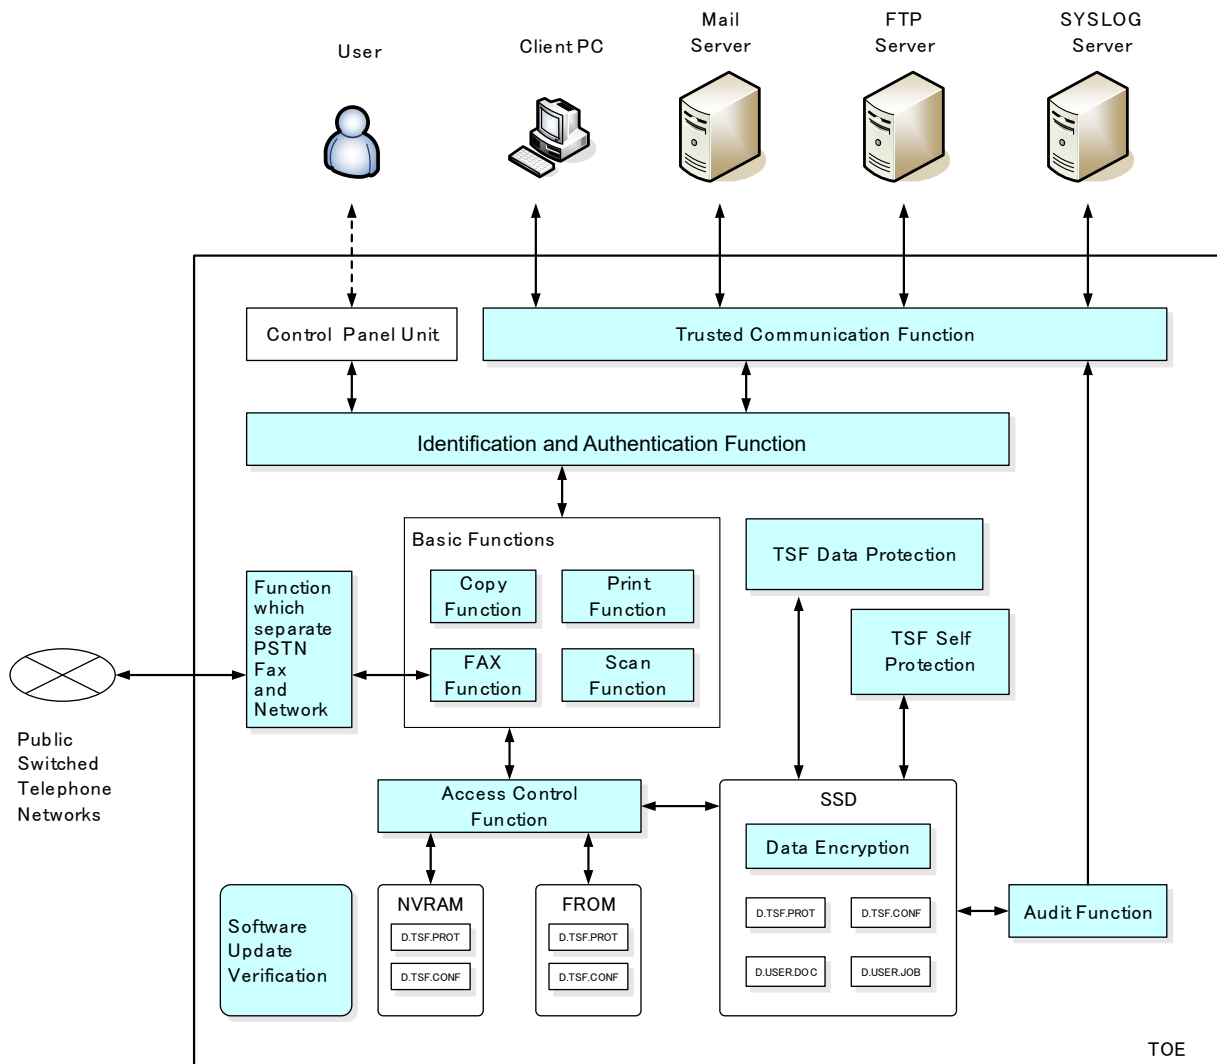 User
Client PC
Mail
Server
FTP
Server
SYSLOG
Server
Control Panel Unit
Trusted Communication Function
Identification and Authentication Function
Basic Functions
Copy
Function
Print
Function
FAX
Function
Scan
Function
TSF Data Protection
TSF Self
Protection
Function
which
separate
PSTN
Fax
and
Network
Public
Switched
Telephone
Networks
Access Control
Function
SSD
Data Encryption
D.TSF.PROT
D.TSF.CONF
D.USER.DOC
D.USER.JOB
Audit Function
Software
Update
Verification
NVRAM
D.TSF.PROT
D.TSF.CONF
FROM
D.TSF.PROT
D.TSF.CONF
TOE